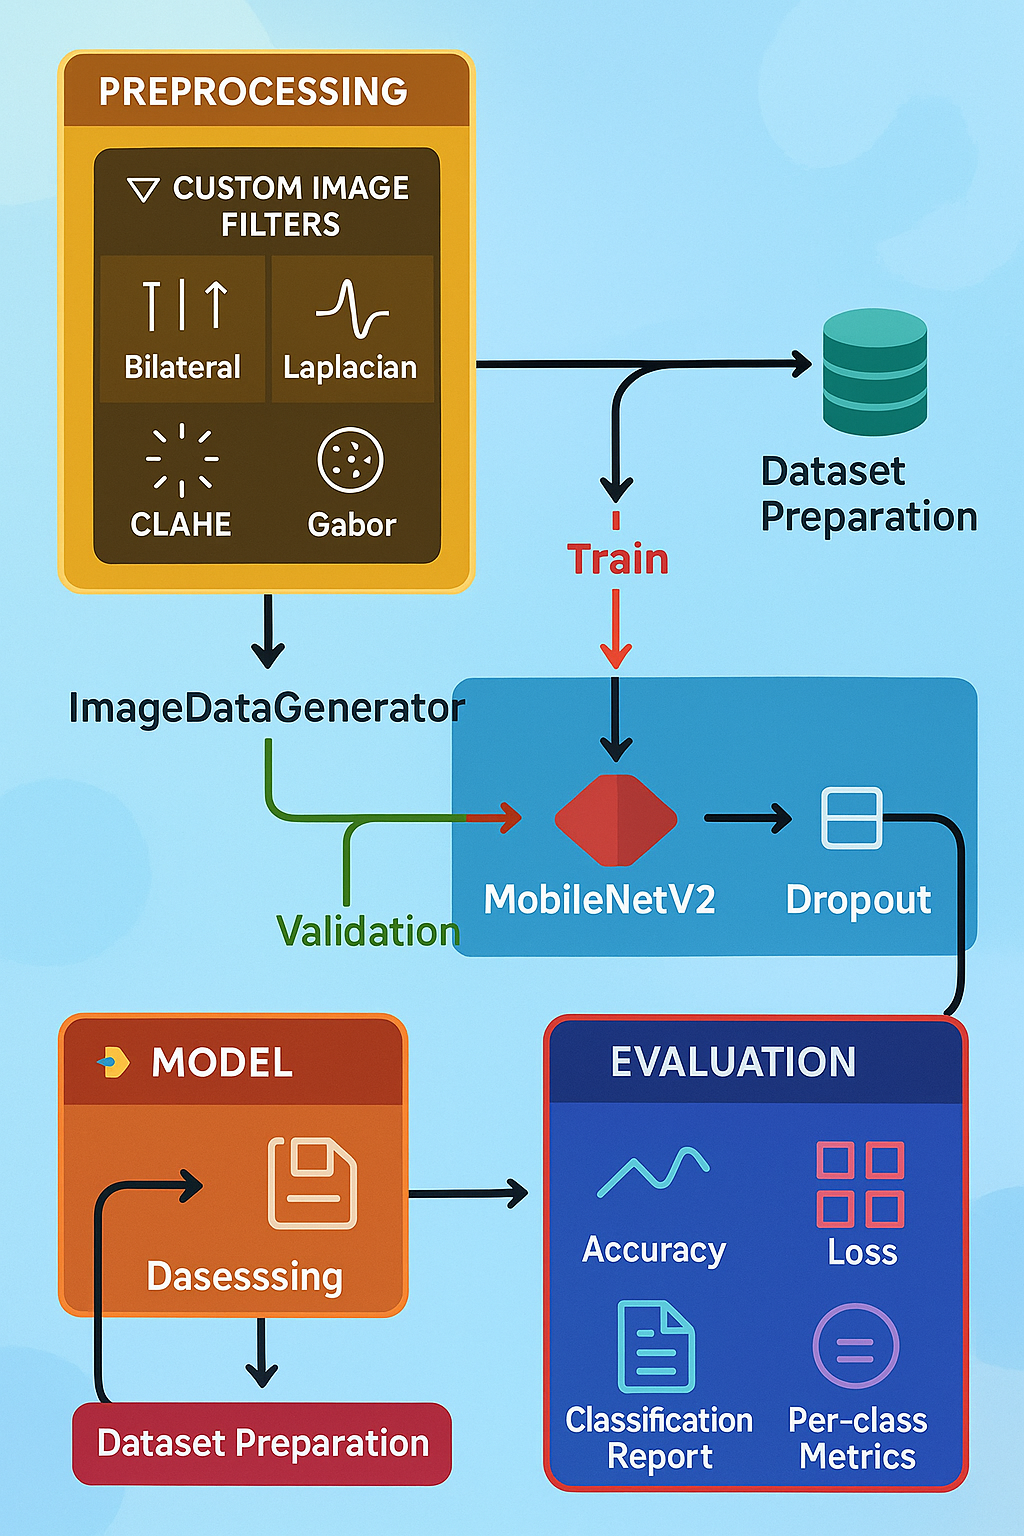 PREPROCESSING
CUSTOM IMAGE
FILTERS
Bilateral
Laplacian
CLAHE
Gabor
Dataset
Preparation
Train
ImageDataGenerator
MobileNetV2
Dropout
Validation
MODEL
Dasesssing
Dataset Preparation
EVALUATION
Accuracy
Loss
Classification
Report
Per-class
Metrics